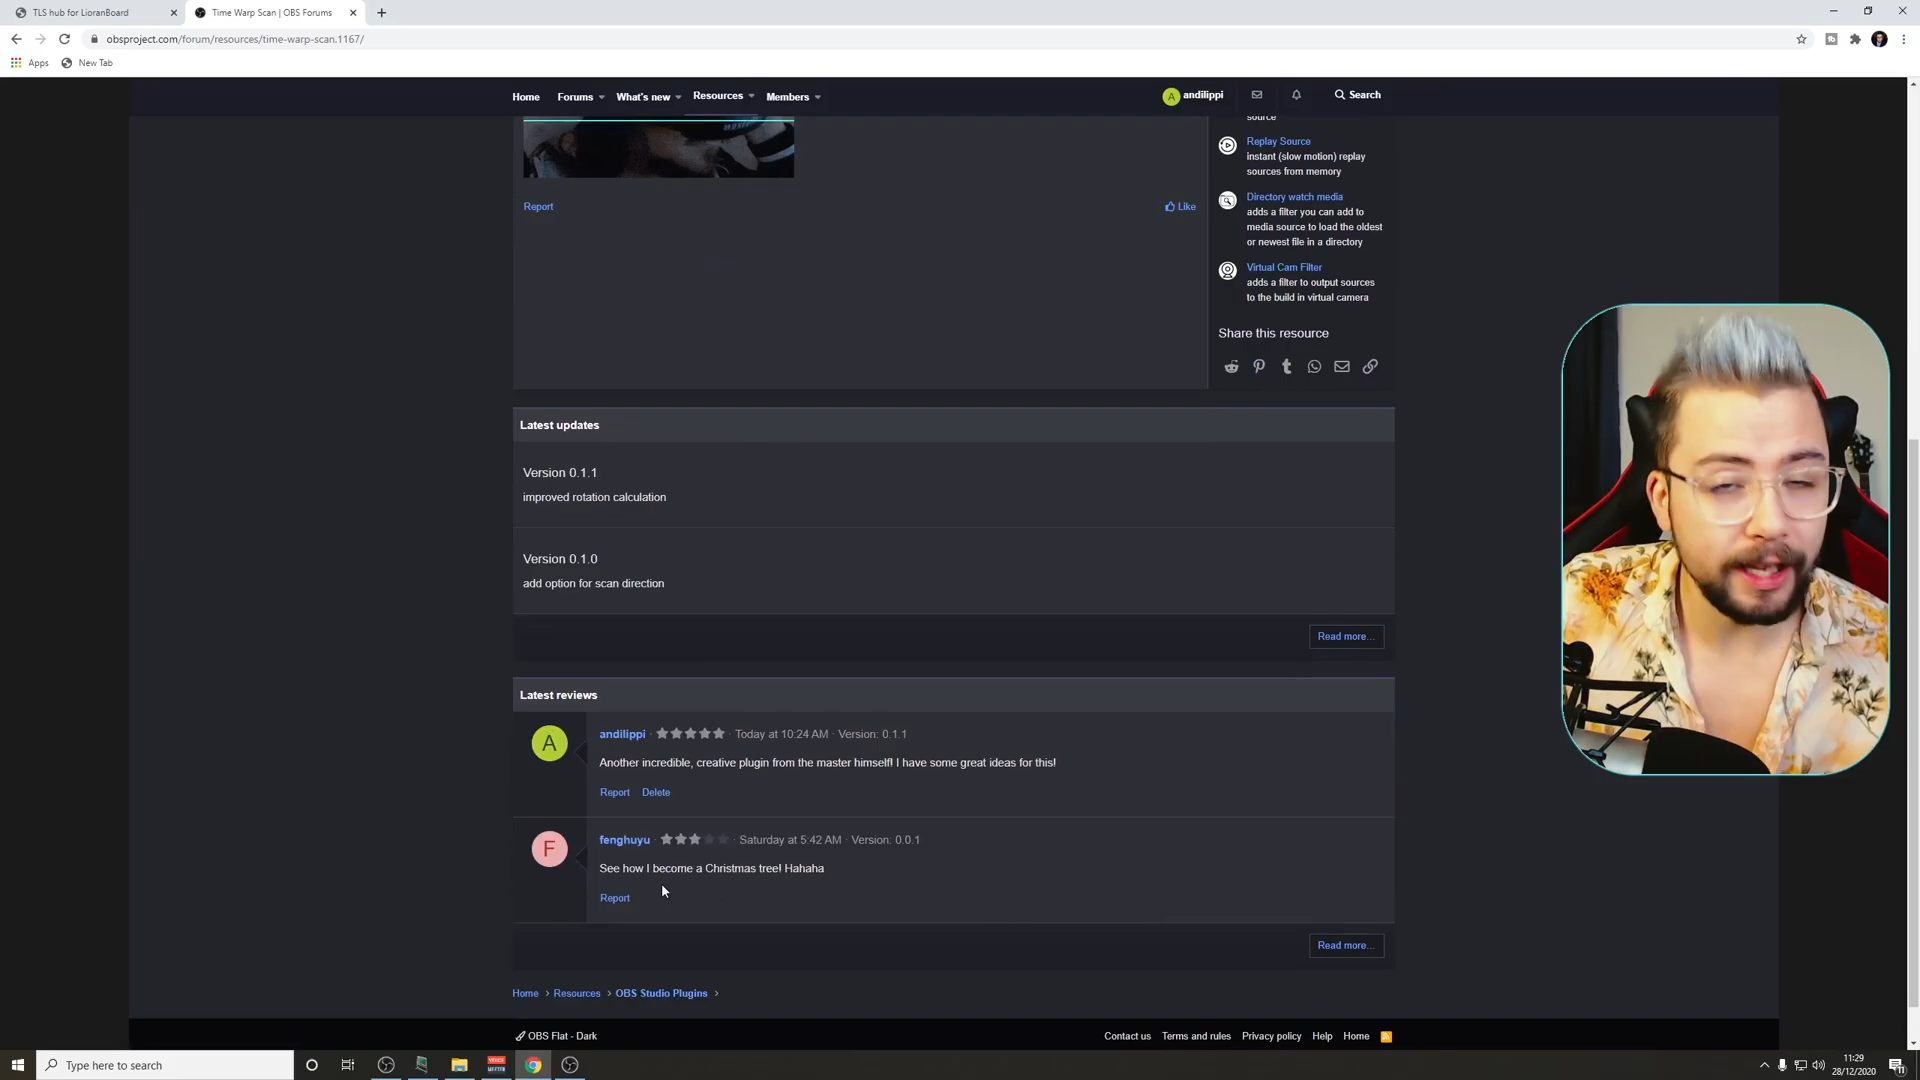 TLS hub for LioranBoard
Time Warp Scan | OBS Forums
obsproject.com/forum/resources/time-warp-scan.1167/
Apps
New Tab
Home
Forums
What's new
Resources
Members
A
andilippi
Search
source
Replay Source
instant (slow motion) replay
sources from memory
Report
Like
Directory watch media
adds a filter you can add to
media source to load the oldest
or newest file in a directory
Virtual Cam Filter
adds a filter to output sources
to the build in virtual camera
Share this resource
Latest updates
Version 0.1.1
improved rotation calculation
Version 0.1.0
add option for scan direction
Read more…
Latest reviews
A
andilippi · Today at 10:24 AM · Version: 0.1.1
Another incredible, creative plugin from the master himself! I have some great ideas for this!
Report Delete
F
fenghuyu · Saturday at 5:42 AM · Version: 0.0.1
See how I become a Christmas tree! Hahaha
Report
Read more…
Home > Resources > OBS Studio Plugins >
OBS Flat - Dark
Contact us
Terms and rules
Privacy policy
Help
Home
Type here to search
11:29
28/12/2020